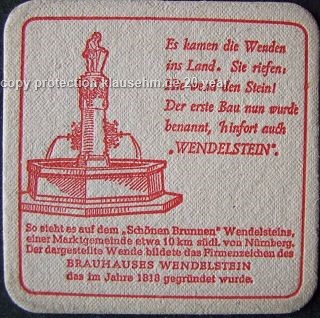 Es kamen die Wenden
ins Land. Sie riefen:
den Stein!
Der erste Bau nun wurde
benannt, hinfort auch
„WENDELSTEIN".
copy protection klausehm
So sieht es auf dem „Schönen Brunnen" Wendelsteins,
einer Marktgemeinde etwa 10 km südl. von Nürnberg.
Der dargestellte Wende bildete das Firmenzeichen des
BRAUHAUSES WENDELSTEIN
das im Jahre 1818 gegründet wurde.